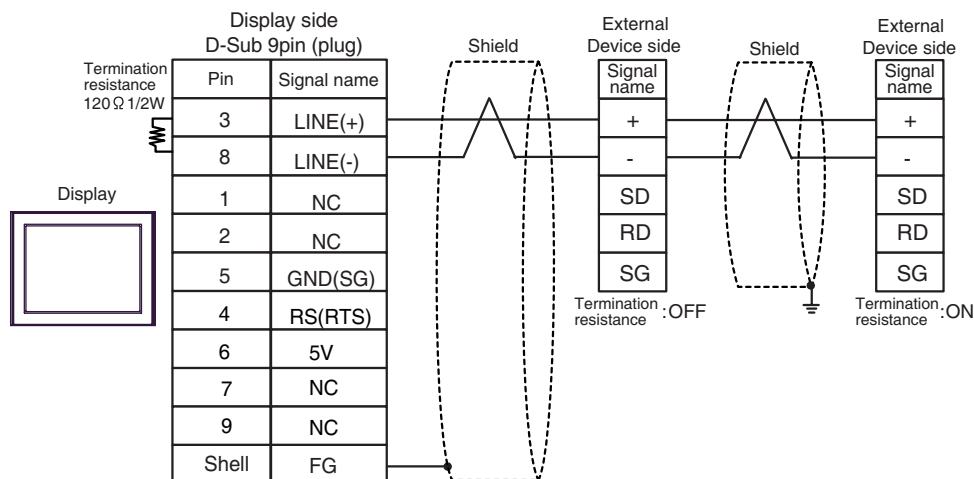 Display side
D-Sub 9pin (plug)
Termination
resistance
120Ω 1/2W
Pin
Signal name
3
LINE(+)
8
LINE(-)
1
NC
2
NC
5
GND(SG)
4
RS(RTS)
6
5V
7
NC
9
NC
Shell
FG
Display
Shield
External
Device side
Signal
name
+
-
SD
RD
SG
Termination
resistance :OFF
Shield
External
Device side
Signal
name
+
-
SD
RD
SG
Termination
resistance :ON